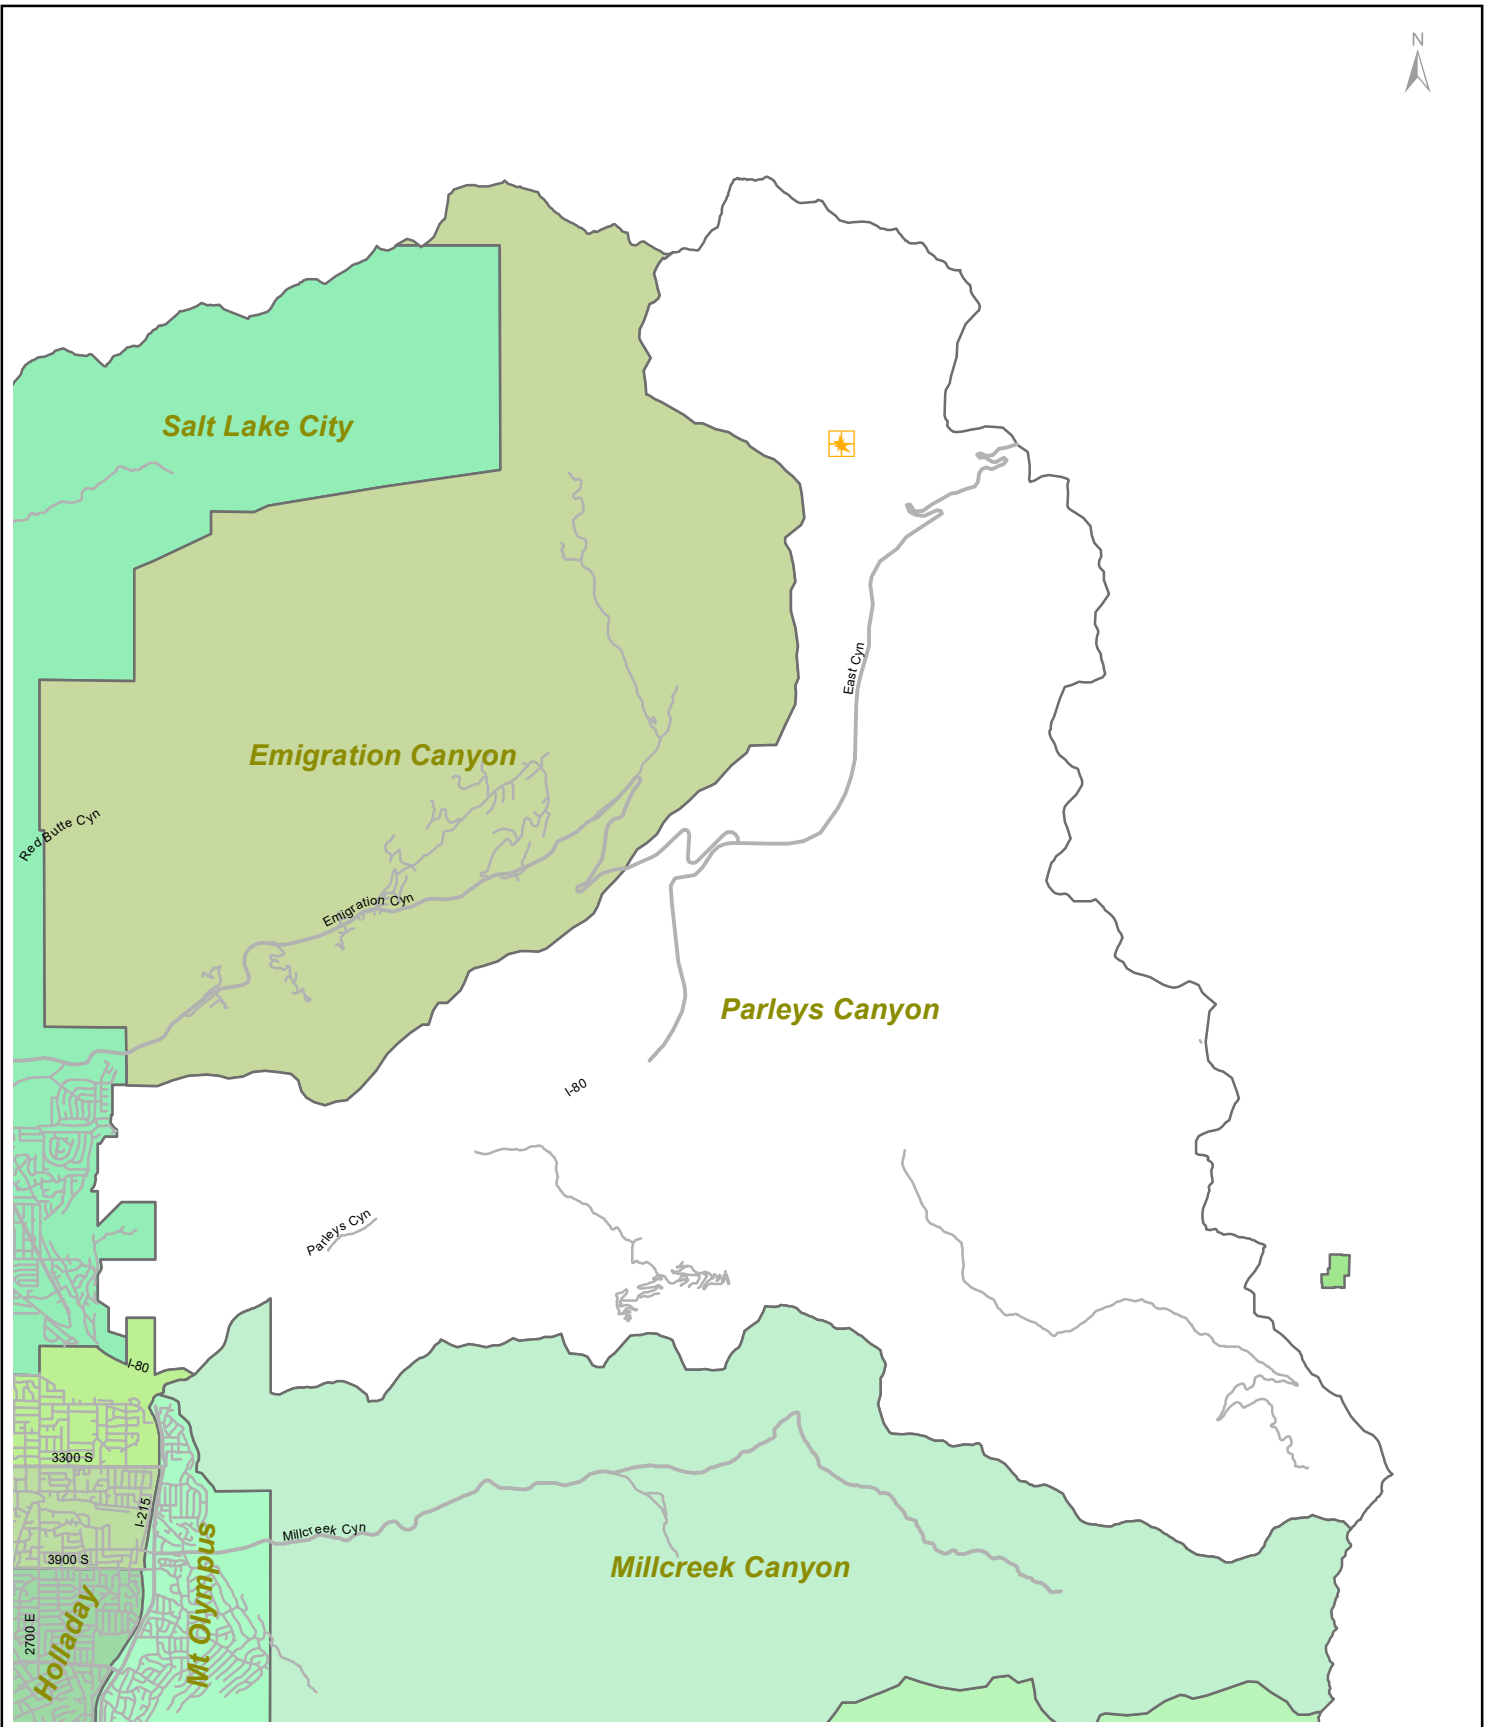 N
Salt Lake City
East Cyn
Emigration Canyon
Red Butte Cyn
Emigration Cyn
Parleys Canyon
I-80
Parleys Cyn
I-80
3300 S
I-215
Millcreek Cyn
3900 S
Millcreek Canyon
Mt Olympus
Holladay
2700 E